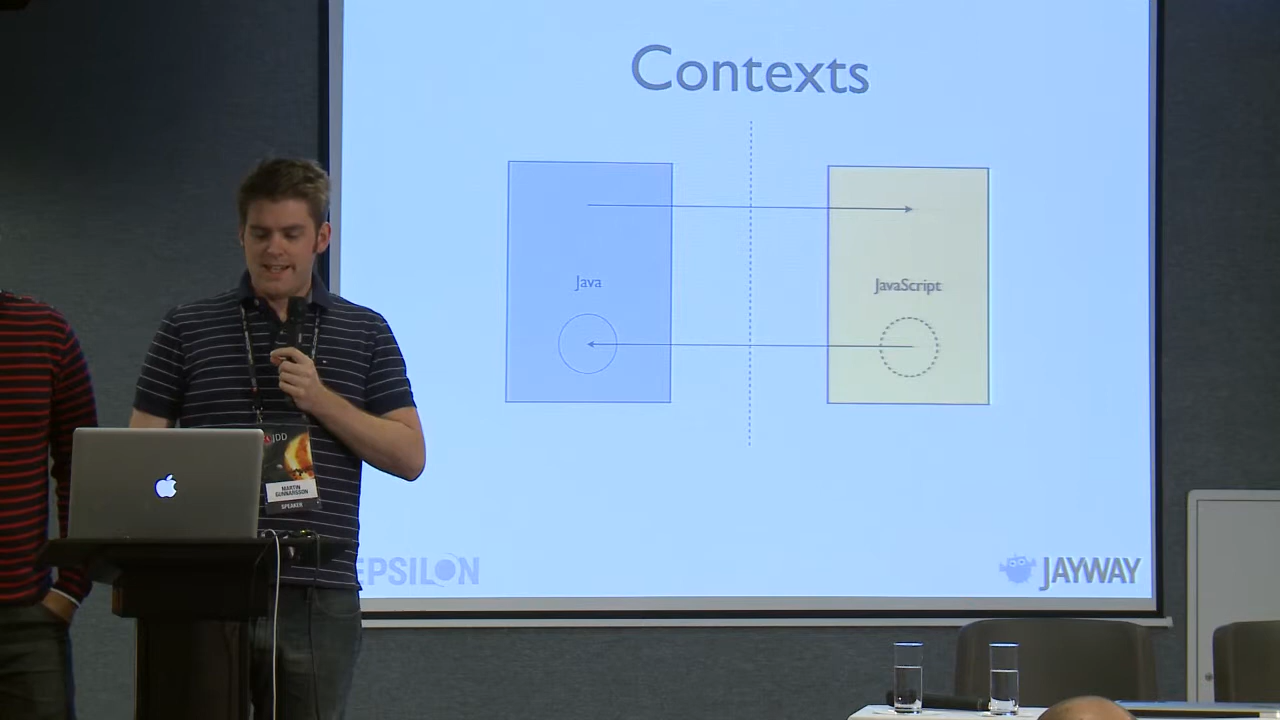 Contexts
Java
JavaScript
JDD
MARTIN
GUNNARSSON
SPEAKER
EPSILON
JAYWAY